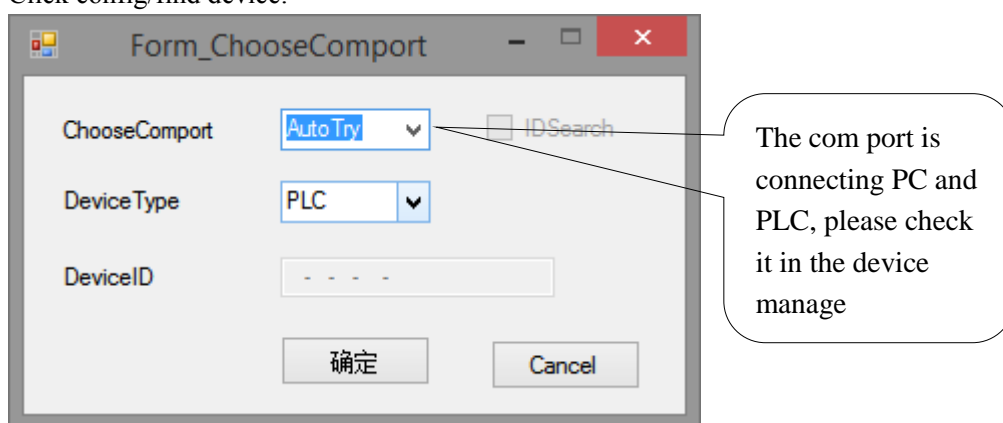 Click config/find device.
Form_ChooseComport
ChooseComport AutoTry IDSearch
DeviceType PLC
DeviceID - - - -
确定 Cancel
The com port is
connecting PC and
PLC, please check
it in the device
manage